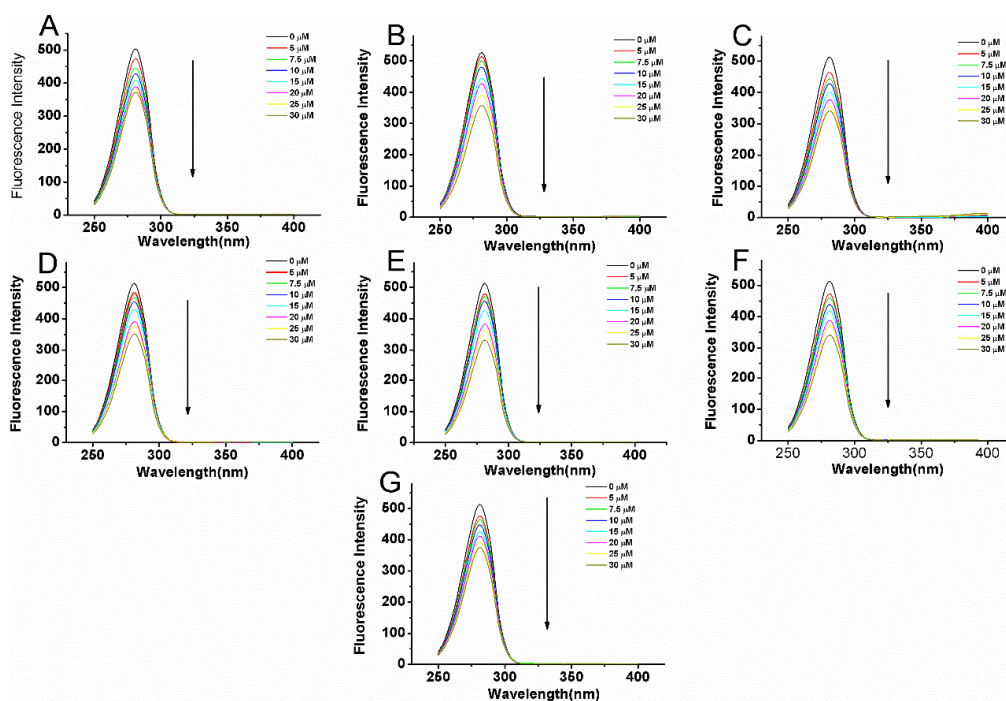 A
Fluorescence Intensity
500
400
300
200
100
0
250
300
350
400
Wavelength(nm)
0 μM
5 μM
7.5 μM
10 μM
15 μM
20 μM
25 μM
30 μM
B
Fluorescence Intensity
500
400
300
200
100
0
250
300
350
400
Wavelength(nm)
0 μM
5 μM
7.5 μM
10 μM
15 μM
20 μM
25 μM
30 μM
C
Fluorescence Intensity
600
500
400
300
200
100
0
250
300
350
400
Wavelength(nm)
0 μM
5 μM
7.5 μM
10 μM
15 μM
20 μM
25 μM
30 μM
D
Fluorescence Intensity
500
400
300
200
100
0
250
300
350
400
Wavelength(nm)
0 μM
5 μM
7.5 μM
10 μM
15 μM
20 μM
25 μM
30 μM
E
Fluorescence Intensity
500
400
300
200
100
0
250
300
350
400
Wavelength(nm)
0 μM
5 μM
7.5 μM
10 μM
15 μM
20 μM
25 μM
30 μM
F
Fluorescence Intensity
500
400
300
200
100
0
250
300
350
400
Wavelength(nm)
0 μM
5 μM
7.5 μM
10 μM
15 μM
20 μM
25 μM
30 μM
G
Fluorescence Intensity
500
400
300
200
100
0
250
300
350
400
Wavelength(nm)
0 μM
5 μM
7.5 μM
10 μM
15 μM
20 μM
25 μM
30 μM